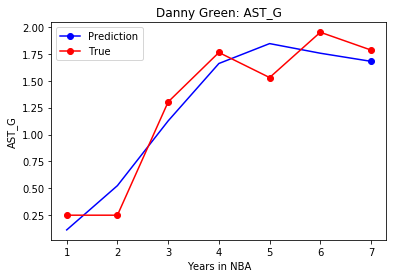 Danny Green: AST_G
Prediction
True
AST_G
2.00
1.75
1.50
1.25
1.00
0.75
0.50
0.25
1 2 3 4 5 6 7
Years in NBA